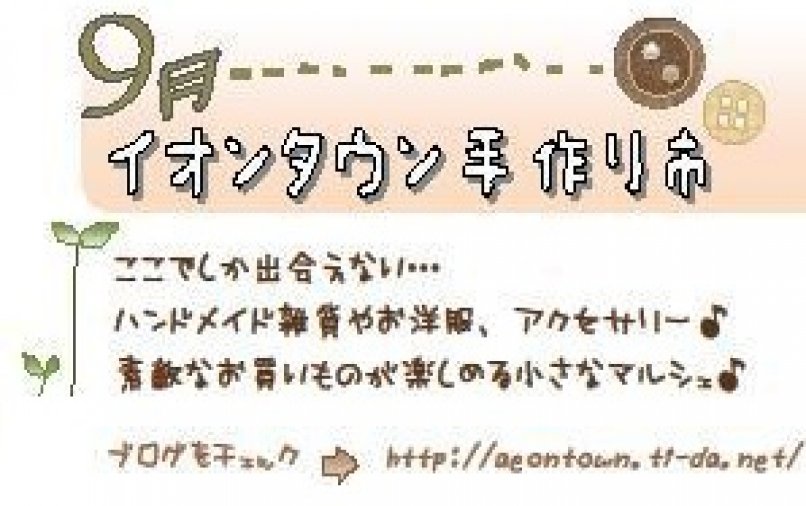 9月
イオンタウン手作り市
ここでしか出合えない…
ハンドメイド雑貨やお洋服、アクセサリー♪
素敵なお買いものが楽しめる小さなマルシェ♪
ブログをチェック ⇨ http://aeontown.ti-da.net/